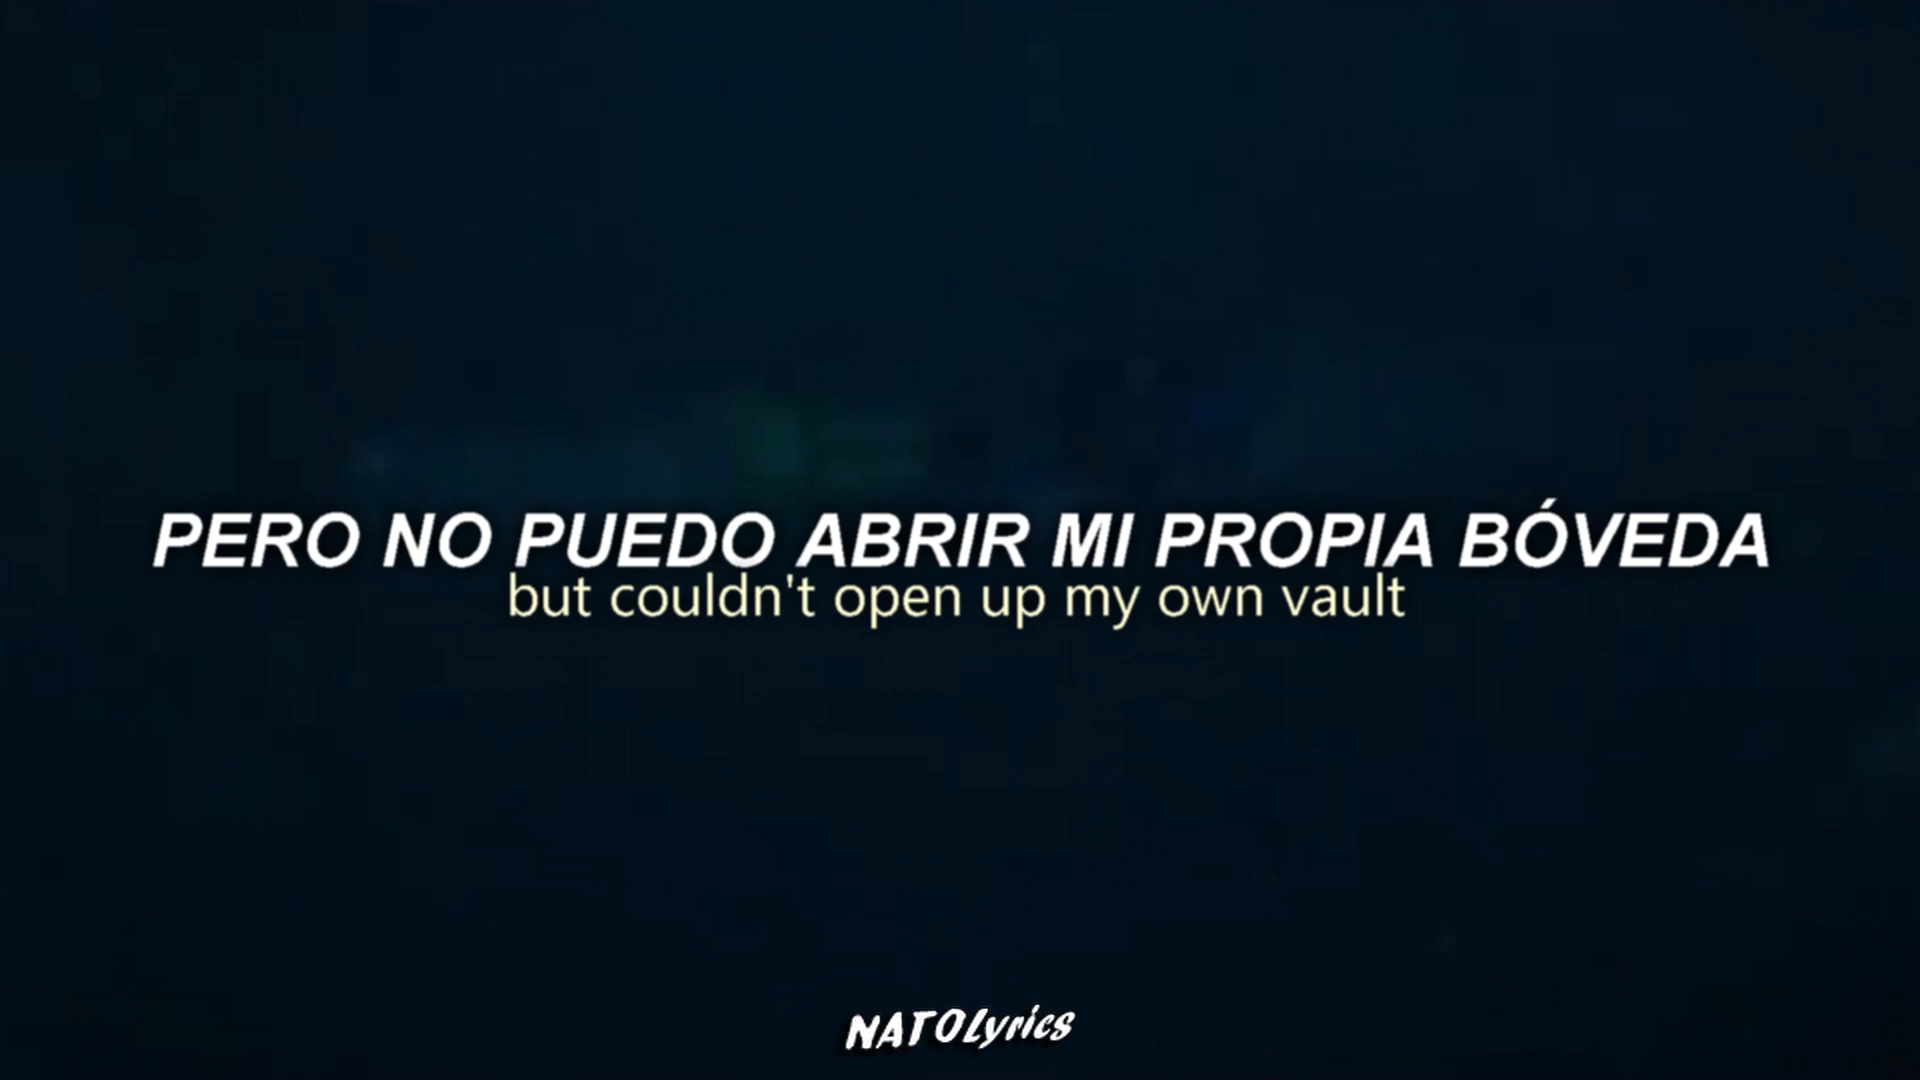 PERO NO PUEDO ABRIR MI PROPIA BÓVEDA
but couldn't open up my own vault
NATOLyrics